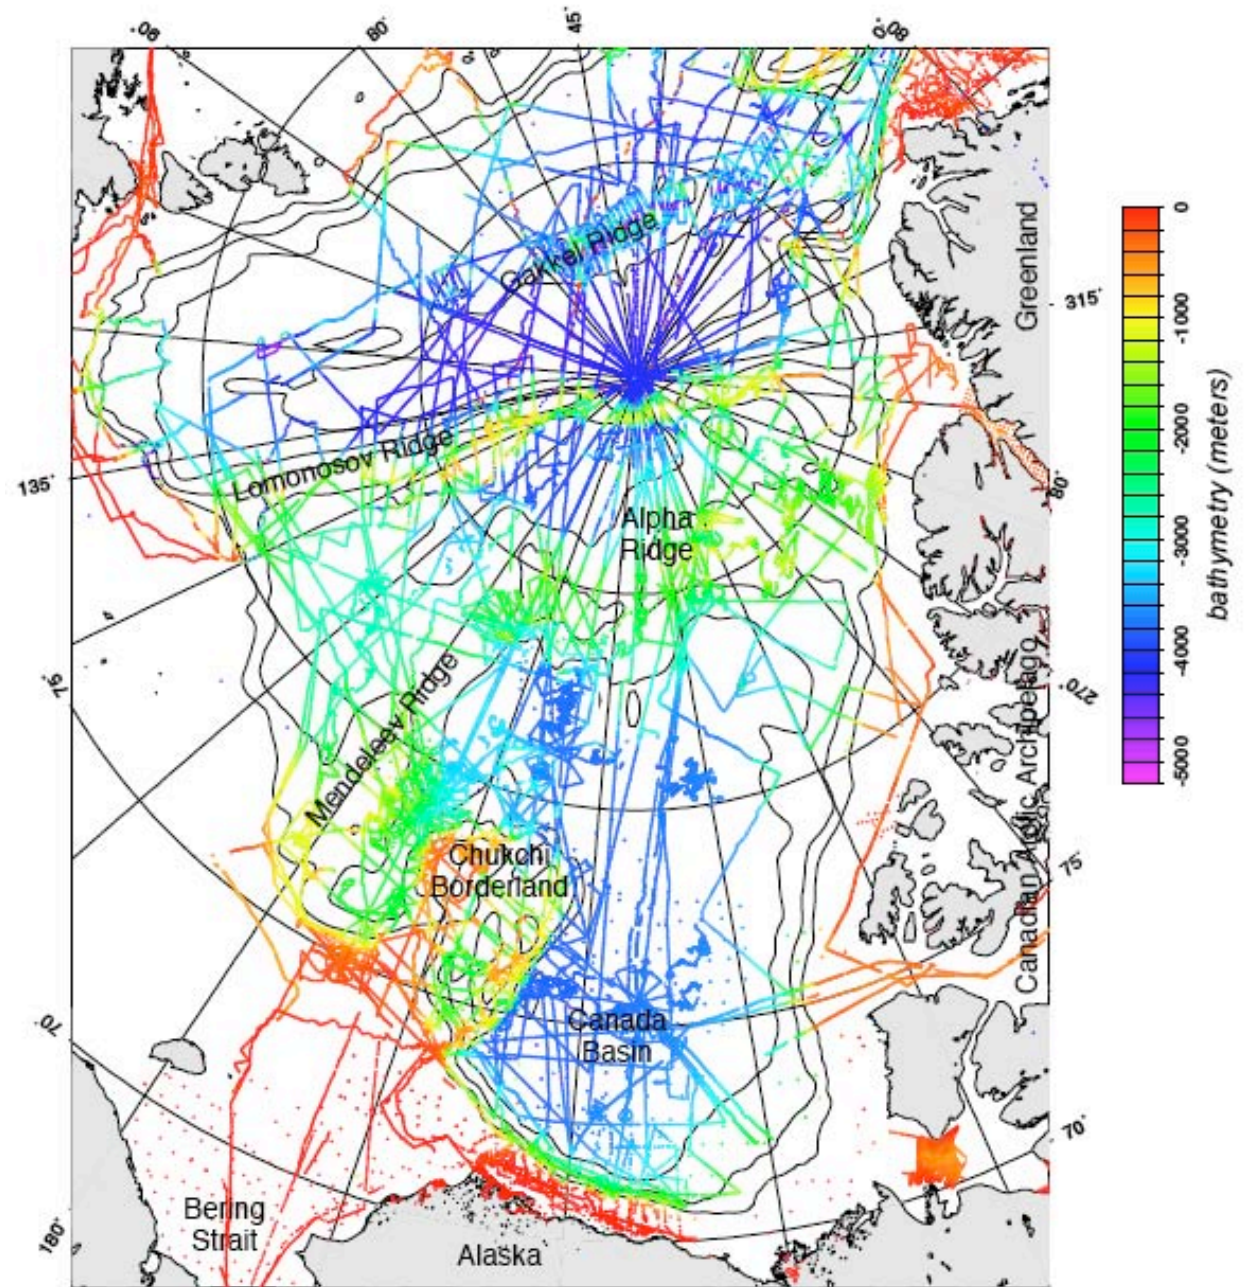 90°
80°
45°
0°
80°
Gakkel Ridge
Greenland
315°
Lomonosov Ridge
135°
80°
Alpha
Ridge
75°
Mendeleev Ridge
270°
Canadian Arctic Archipelago
Chukchi
Borderland
75°
70°
Canada
Basin
70°
Bering
Strait
180°
Alaska
0
-1000
-2000
-3000
-4000
-5000
bathymetry (meters)